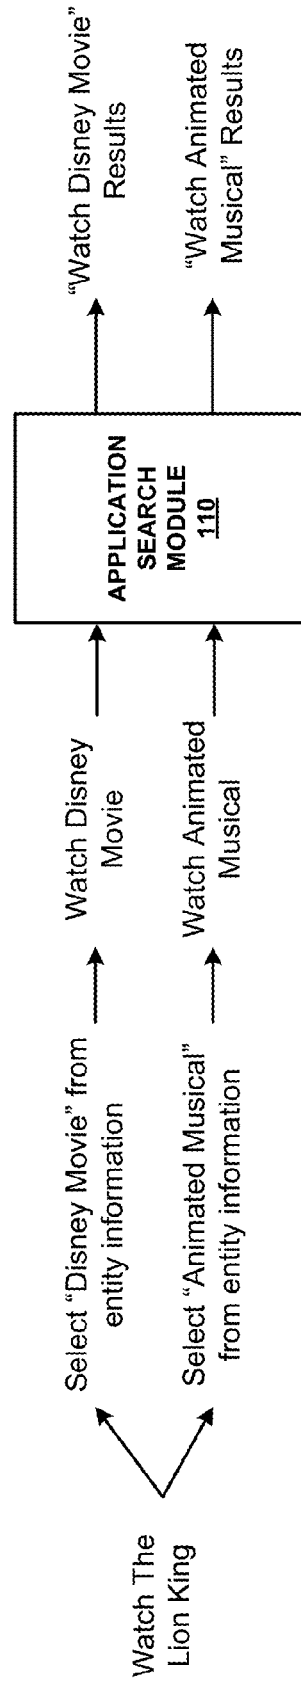 Watch The
Lion King
Select “Disney Movie” from
entity information
Select “Animated Musical”
from entity information
Watch Disney
Movie
Watch Animated
Musical
APPLICATION
SEARCH
MODULE
110
“Watch Disney Movie”
Results
“Watch Animated
Musical” Results